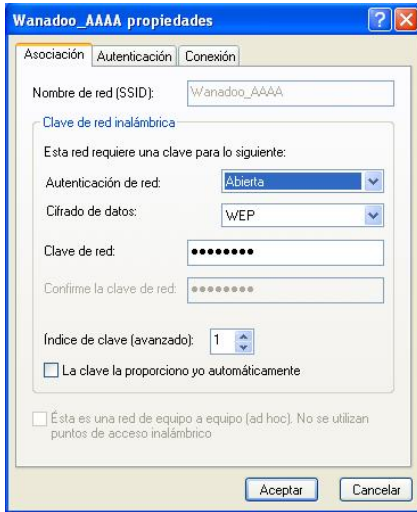 Wanadoo_AAAA propiedades
Asociación Autenticación Conexión
Nombre de red (SSID): Wanadoo_AAAA
Clave de red inalámbrica
Esta red requiere una clave para lo siguiente:
Autenticación de red: Abierta
Cifrado de datos: WEP
Clave de red: ••••••••
Confirme la clave de red: ••••••••
Índice de clave (avanzado): 1
La clave la proporciono yo automáticamente
Ésta es una red de equipo a equipo (ad hoc). No se utilizan
puntos de acceso inalámbrico
Aceptar Cancelar